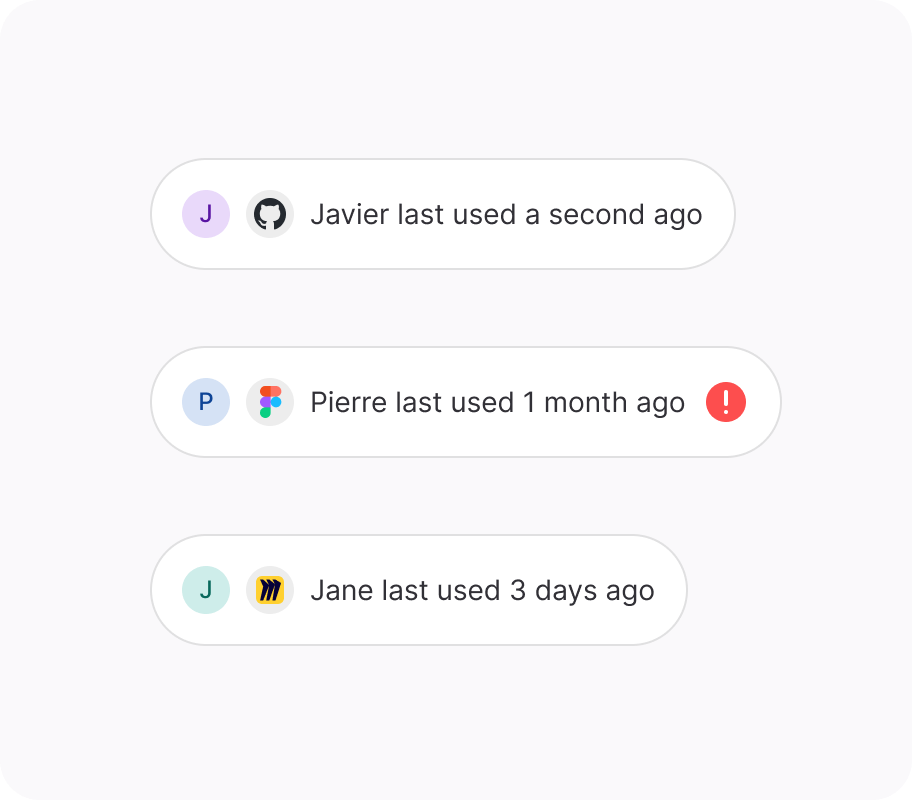 J Javier last used a second ago
P Pierre last used 1 month ago !
J Jane last used 3 days ago